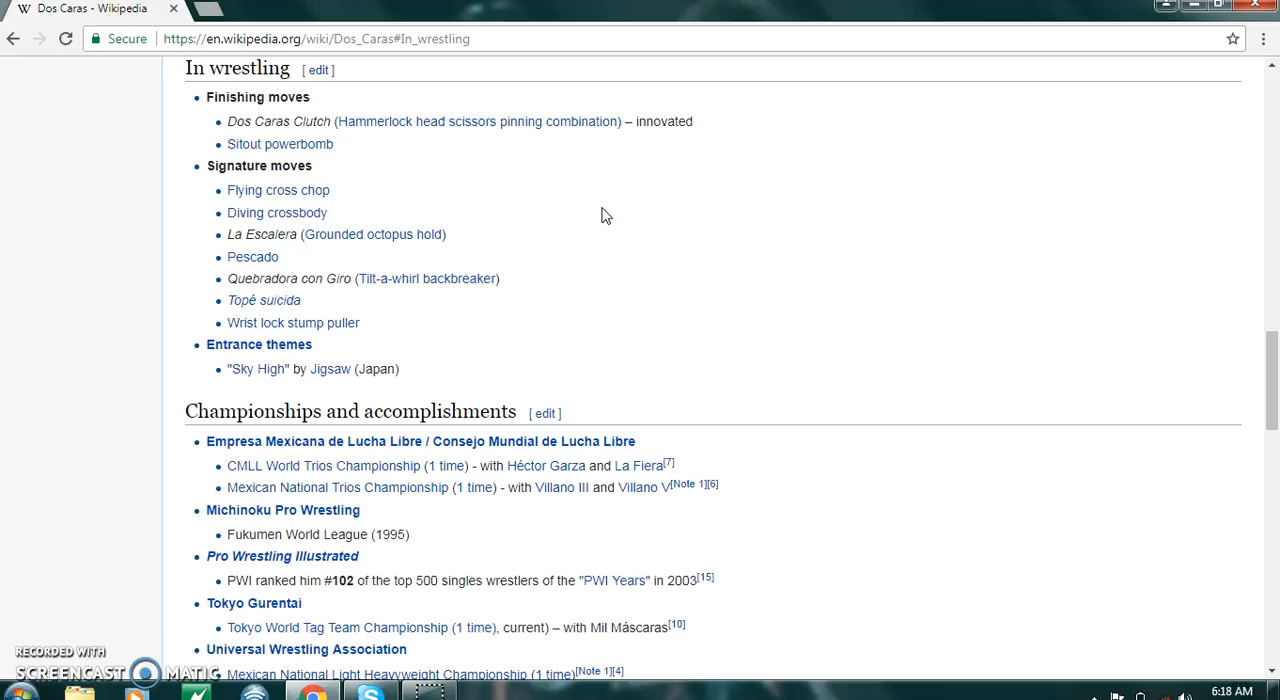 W Dos Caras - Wikipedia
Secure https://en.wikipedia.org/wiki/Dos_Caras#In_wrestling
In wrestling [ edit ]
Finishing moves
Dos Caras Clutch (Hammerlock head scissors pinning combination) – innovated
Sitout powerbomb
Signature moves
Flying cross chop
Diving crossbody
La Escalera (Grounded octopus hold)
Pescado
Quebradora con Giro (Tilt-a-whirl backbreaker)
Topé suicida
Wrist lock stump puller
Entrance themes
"Sky High" by Jigsaw (Japan)
Championships and accomplishments [ edit ]
Empresa Mexicana de Lucha Libre / Consejo Mundial de Lucha Libre
CMLL World Trios Championship (1 time) - with Héctor Garza and La Fiera[7]
Mexican National Trios Championship (1 time) - with Villano III and Villano V[Note 1][6]
Michinoku Pro Wrestling
Fukumen World League (1995)
Pro Wrestling Illustrated
PWI ranked him #102 of the top 500 singles wrestlers of the "PWI Years" in 2003[15]
Tokyo Gurentai
Tokyo World Tag Team Championship (1 time), current) – with Mil Máscaras[10]
Universal Wrestling Association
Mexican National Light Heavyweight Championship (1 time)[Note 1][4]
RECORDED WITH
SCREENCAST MATIC
6:18 AM